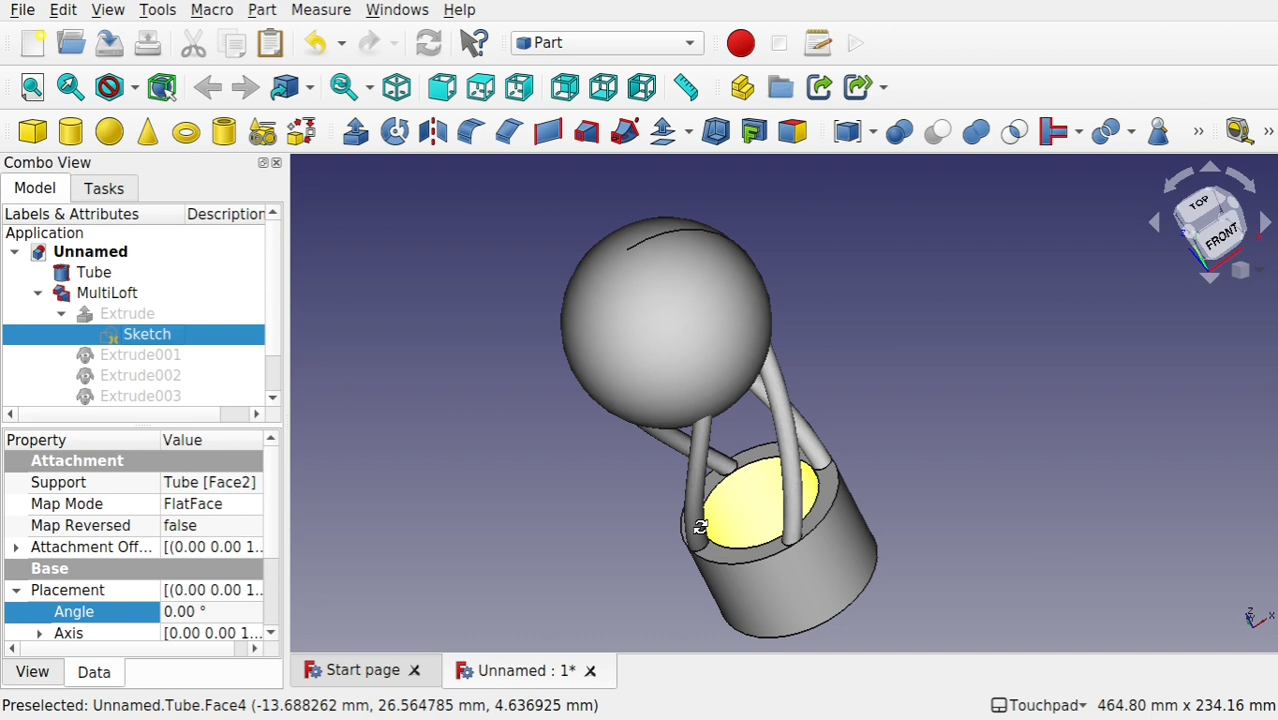 File Edit View Tools Macro Part Measure Windows Help
Part
Combo View
Model Tasks
Labels & Attributes Description
Application
Unnamed
Tube
MultiLoft
Extrude
Sketch
Extrude001
Extrude002
Extrude003
Property Value
Attachment
Support Tube [Face2]
Map Mode FlatFace
Map Reversed false
Attachment Off... [(0.00 0.00 1..
Base
Placement [(0.00 0.00 1..
Angle 0.00 °
Axis [0.00 0.00 1...
View Data
TOP
FRONT
Z X
Start page Unnamed : 1*
Preselected: Unnamed.Tube.Face4 (-13.688262 mm, 26.564785 mm, 4.636925 mm) Touchpad 464.80 mm x 234.16 mm